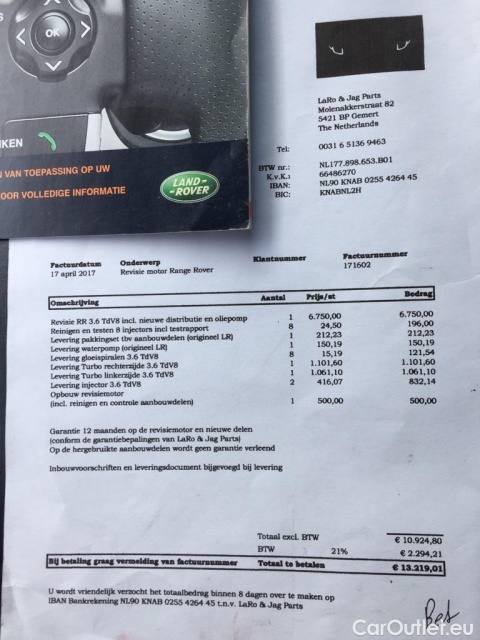 OK
KEN
N VAN TOEPASSING OP UW
OOR VOLLEDIGE INFORMATIE
LAND-
-ROVER
LaRo & Jag Parts
Molenakkerstraat 82
5421 BP Gemert
The Netherlands
Tel: 0031 6 5136 9463
BTW nr.: NL177.898.653.B01
K.v.K.: 66486270
IBAN: NL90 KNAB 0255 4264 45
BIC: KNABNL2H
Factuurdatum Onderwerp Klantnummer Factuurnummer
17 april 2017 Revisie motor Range Rover 171602
Omschrijving Aantal Prijs/st Bedrag
Revisie RR 3.6 TdV8 incl. nieuwe distributie en oliepomp 1 6.750,00 6.750,00
Reinigen en testen 8 injectors incl testrapport 8 24,50 196,00
Levering pakkingset tbv aanbouwdelen (origineel LR) 1 212,23 212,23
Levering waterpomp (origineel LR) 1 150,19 150,19
Levering gloeispiralen 3.6 TdV8 8 15,19 121,54
Levering Turbo rechterzijde 3.6 TdV8 1 1.101,60 1.101,60
Levering Turbo linkerzijde 3.6 TdV8 1 1.061,10 1.061,10
Levering injector 3.6 TdV8 2 416,07 832,14
Opbouw revisiemotor
(incl. reinigen en controle aanbouwdelen) 1 500,00 500,00
Garantie 12 maanden op de revisiemotor en nieuwe delen
(conform de garantiebepalingen van LaRo & Jag Parts)
Op de hergebruikte aanbouwdelen word geen garantie verleend
Inbouwvoorschriften en leveringsdocument bijgevoegd bij levering
Totaal excl. BTW € 10.924,80
BTW 21% € 2.294,21
Bij betaling graag vermelding van factuurnummer Totaal te betalen € 13.219,01
U wordt vriendelijk verzocht het totaalbedrag binnen 8 dagen over te maken op
IBAN Bankrekening NL90 KNAB 0255 4264 45 t.n.v. LaRo & Jag Parts
CarOutlet.eu